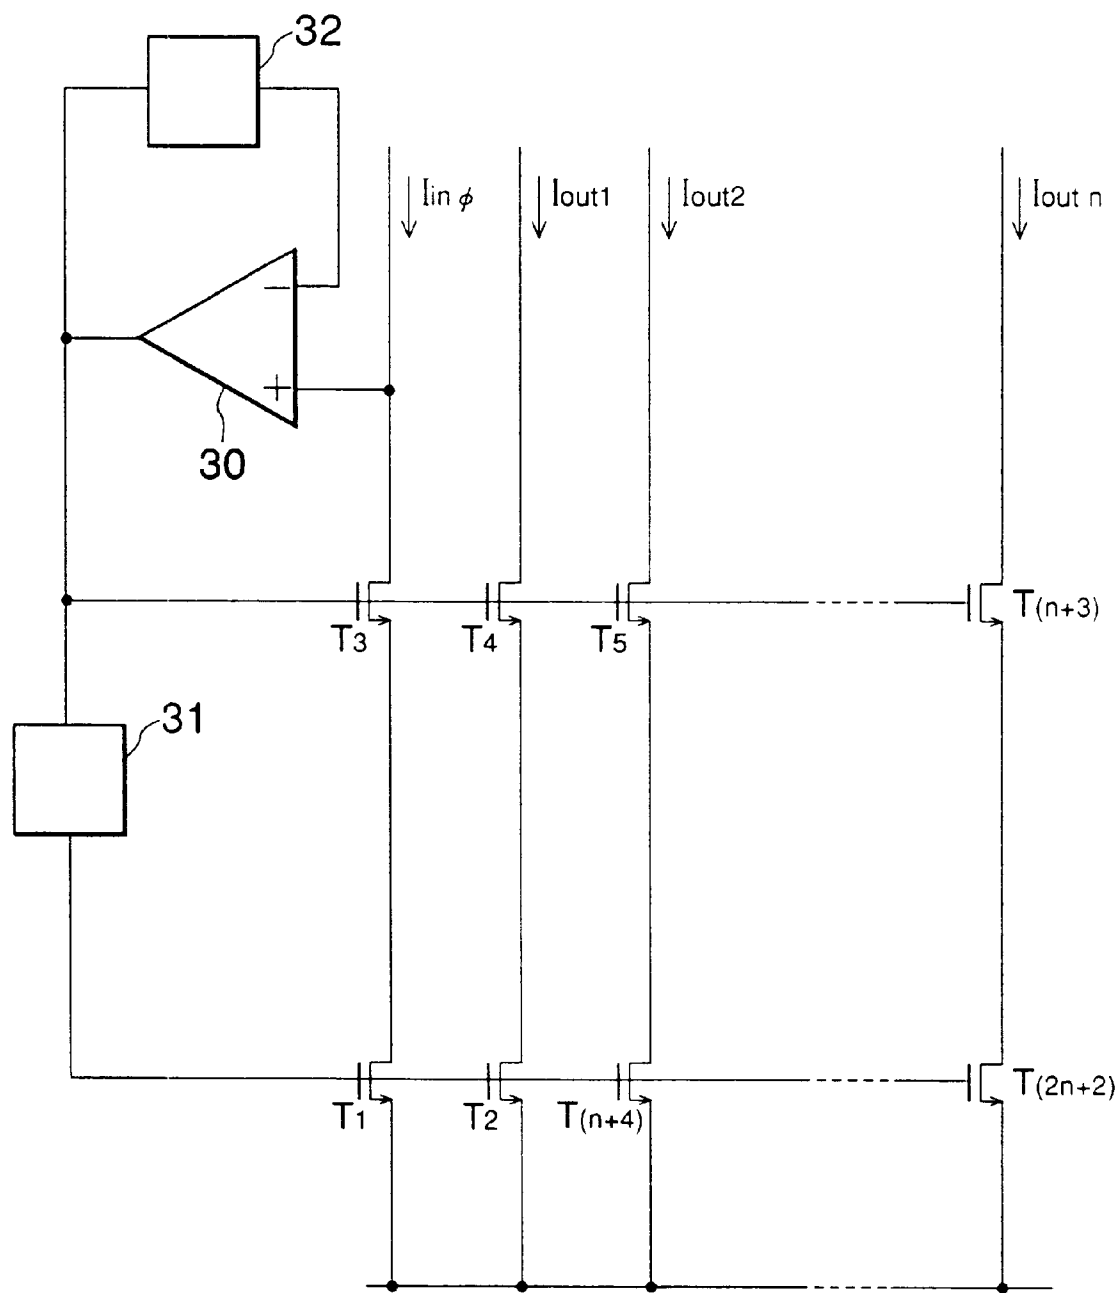 32
Iin ϕ
Iout1
Iout2
Iout n
−
+
30
T3
T4
T5
T(n+3)
31
T1
T2
T(n+4)
T(2n+2)